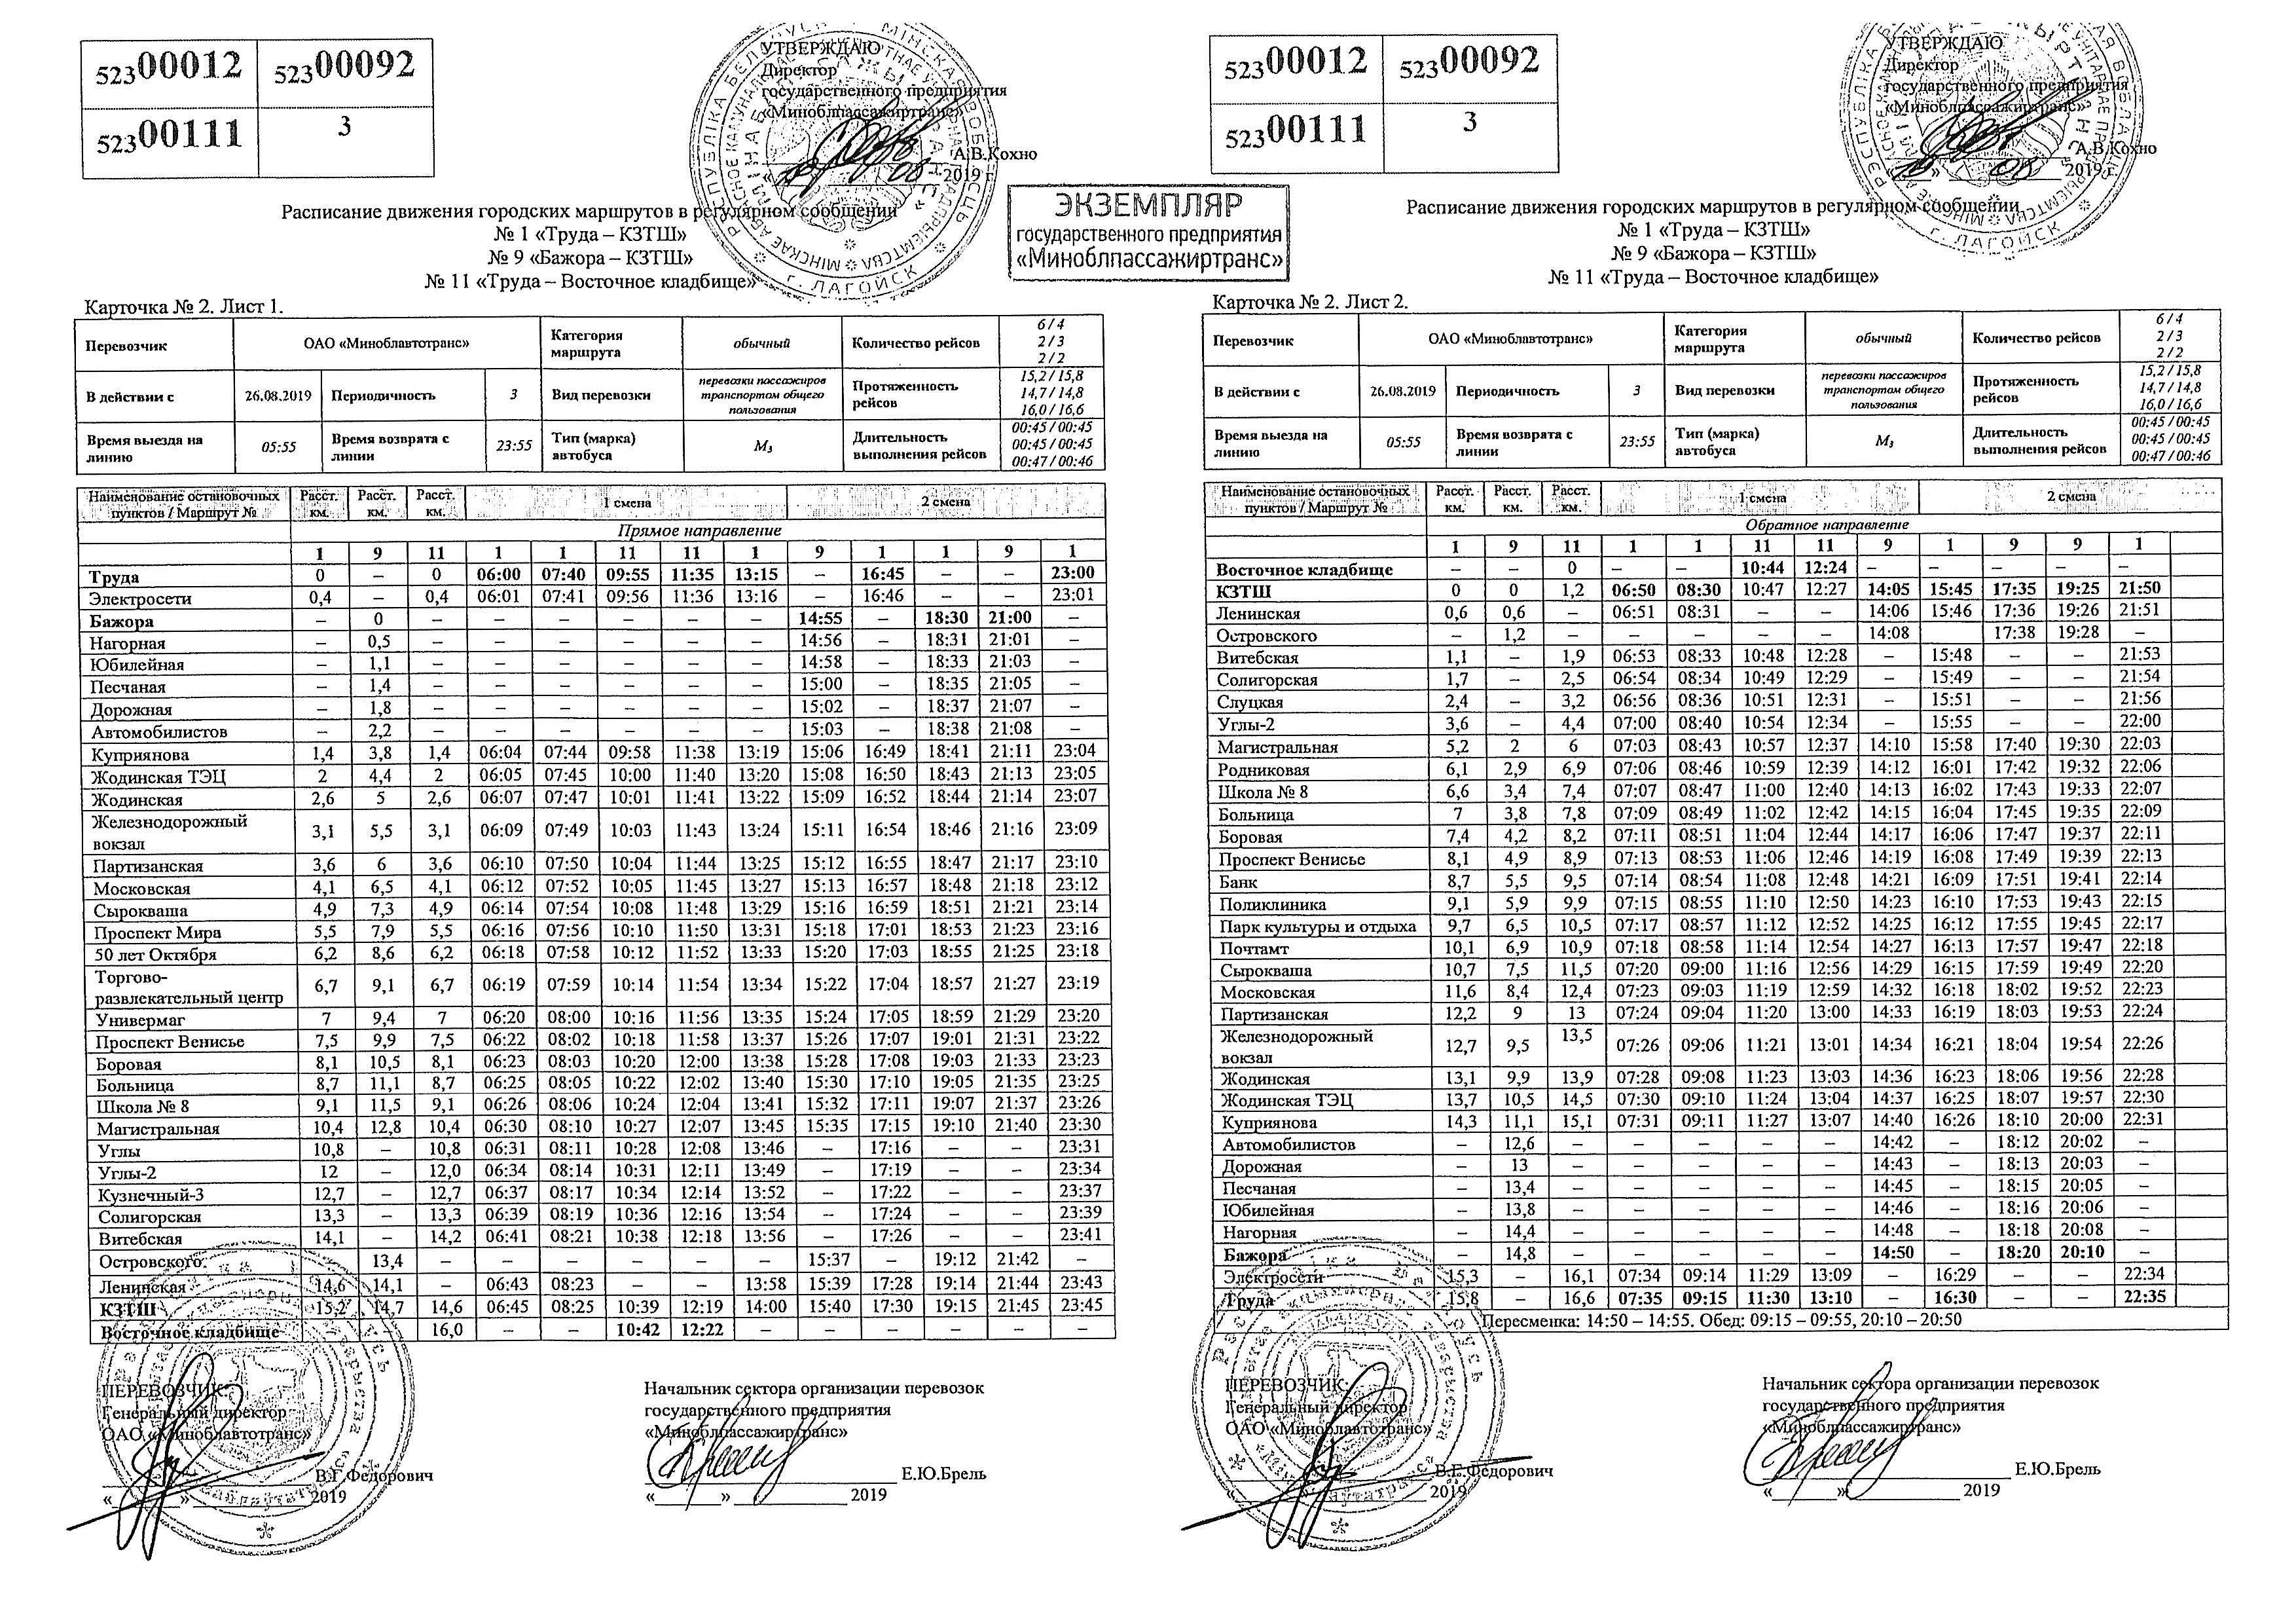 52300012 52300092
52300111 3
УТВЕРЖДАЮ
Директор
государственного предприятия
«Миноблпассажиртранс»
А.В.Кохно
2019 г.
Расписание движения городских маршрутов в регулярном сообщении
№ 1 «Труда – КЗТШ»
№ 9 «Бажора – КЗТШ»
№ 11 «Труда – Восточное кладбище»
ЭКЗЕМПЛЯР
государственного предприятия
«Миноблпассажиртранс»
Карточка № 2. Лист 1.
Перевозчик ОАО «Миноблавтотранс» Категория маршрута обычный Количество рейсов 6/4 2/3 2/2
В действии с 26.08.2019 Периодичность 3 Вид перевозки перевозки пассажиров транспортом общего пользования Протяженность рейсов 15,2/15,8 14,7/14,8 16,0/16,6
Время выезда на линию 05:55 Время возврата с линии 23:55 Тип (марка) автобуса М₃ Длительность выполнения рейсов 00:45/00:45 00:45/00:45 00:47/00:46
Наименование остановочных пунктов / Маршрут № Расст. км. Расст. км. Расст. км. 1 смена 2 смена
Прямое направление
1 9 11 1 1 11 11 1 9 1 1 9 1
Труда 0 – 0 06:00 07:40 09:55 11:35 13:15 – 16:45 – – 23:00
Электросети 0,4 – 0,4 06:01 07:41 09:56 11:36 13:16 – 16:46 – – 23:01
Бажора – 0 – – – – – – 14:55 – 18:30 21:00 –
Нагорная – 0,5 – – – – – – 14:56 – 18:31 21:01 –
Юбилейная – 1,1 – – – – – – 14:58 – 18:33 21:03 –
Песчаная – 1,4 – – – – – – 15:00 – 18:35 21:05 –
Дорожная – 1,8 – – – – – – 15:02 – 18:37 21:07 –
Автомобилистов – 2,2 – – – – – – 15:03 – 18:38 21:08 –
Куприянова 1,4 3,8 1,4 06:04 07:44 09:58 11:38 13:19 15:06 16:49 18:41 21:11 23:04
Жодинская ТЭЦ 2 4,4 2 06:05 07:45 10:00 11:40 13:20 15:08 16:50 18:43 21:13 23:05
Жодинская 2,6 5 2,6 06:07 07:47 10:01 11:41 13:22 15:09 16:52 18:44 21:14 23:07
Железнодорожный вокзал 3,1 5,5 3,1 06:09 07:49 10:03 11:43 13:24 15:11 16:54 18:46 21:16 23:09
Партизанская 3,6 6 3,6 06:10 07:50 10:04 11:44 13:25 15:12 16:55 18:47 21:17 23:10
Московская 4,1 6,5 4,1 06:12 07:52 10:05 11:45 13:27 15:13 16:57 18:48 21:18 23:12
Сырокваша 4,9 7,3 4,9 06:14 07:54 10:08 11:48 13:29 15:16 16:59 18:51 21:21 23:14
Проспект Мира 5,5 7,9 5,5 06:16 07:56 10:10 11:50 13:31 15:18 17:01 18:53 21:23 23:16
50 лет Октября 6,2 8,6 6,2 06:18 07:58 10:12 11:52 13:33 15:20 17:03 18:55 21:25 23:18
Торгово-развлекательный центр 6,7 9,1 6,7 06:19 07:59 10:14 11:54 13:34 15:22 17:04 18:57 21:27 23:19
Универмаг 7 9,4 7 06:20 08:00 10:16 11:56 13:35 15:24 17:05 18:59 21:29 23:20
Проспект Венисье 7,5 9,9 7,5 06:22 08:02 10:18 11:58 13:37 15:26 17:07 19:01 21:31 23:22
Боровая 8,1 10,5 8,1 06:23 08:03 10:20 12:00 13:38 15:28 17:08 19:03 21:33 23:23
Больница 8,7 11,1 8,7 06:25 08:05 10:22 12:02 13:40 15:30 17:10 19:05 21:35 23:25
Школа № 8 9,1 11,5 9,1 06:26 08:06 10:24 12:04 13:41 15:32 17:11 19:07 21:37 23:26
Магистральная 10,4 12,8 10,4 06:30 08:10 10:27 12:07 13:45 15:35 17:15 19:10 21:40 23:30
Углы 10,8 – 10,8 06:31 08:11 10:28 12:08 13:46 – 17:16 – – 23:31
Углы-2 12 – 12,0 06:34 08:14 10:31 12:11 13:49 – 17:19 – – 23:34
Кузнечный-3 12,7 – 12,7 06:37 08:17 10:34 12:14 13:52 – 17:22 – – 23:37
Солигорская 13,3 – 13,3 06:39 08:19 10:36 12:16 13:54 – 17:24 – – 23:39
Витебская 14,1 – 14,2 06:41 08:21 10:38 12:18 13:56 – 17:26 – – 23:41
Островского 13,4 – – – – – – 15:37 – 19:12 21:42 –
Ленинская 14,6 14,1 – 06:43 08:23 – – 13:58 15:39 17:28 19:14 21:44 23:43
КЗТШ 15,2 14,7 14,6 06:45 08:25 10:39 12:19 14:00 15:40 17:30 19:15 21:45 23:45
Восточное кладбище – 16,0 – – 10:42 12:22 – – – – – –
ПЕРЕВОЗЧИК:
Генеральный директор
ОАО «Миноблавтотранс»
В.Г.Федорович
2019
Начальник сектора организации перевозок
государственного предприятия
«Миноблпассажиртранс»
Е.Ю.Брель
«    »    2019
52300012 52300092
52300111 3
УТВЕРЖДАЮ
Директор
государственного предприятия
«Миноблпассажиртранс»
А.В.Кохно
2019 г.
Расписание движения городских маршрутов в регулярном сообщении
№ 1 «Труда – КЗТШ»
№ 9 «Бажора – КЗТШ»
№ 11 «Труда – Восточное кладбище»
Карточка № 2. Лист 2.
Перевозчик ОАО «Миноблавтотранс» Категория маршрута обычный Количество рейсов 6/4 2/3 2/2
В действии с 26.08.2019 Периодичность 3 Вид перевозки перевозки пассажиров транспортом общего пользования Протяженность рейсов 15,2/15,8 14,7/14,8 16,0/16,6
Время выезда на линию 05:55 Время возврата с линии 23:55 Тип (марка) автобуса М₃ Длительность выполнения рейсов 00:45/00:45 00:45/00:45 00:47/00:46
Наименование остановочных пунктов / Маршрут № Расст. км. Расст. км. Расст. км. 1 смена 2 смена
Обратное направление
1 9 11 1 1 11 11 9 1 9 9 1
Восточное кладбище – – 0 – – 10:44 12:24 – – – – –
КЗТШ 0 0 1,2 06:50 08:30 10:47 12:27 14:05 15:45 17:35 19:25 21:50
Ленинская 0,6 0,6 – 06:51 08:31 – – 14:06 15:46 17:36 19:26 21:51
Островского – 1,2 – – – – – 14:08 17:38 19:28 –
Витебская 1,1 – 1,9 06:53 08:33 10:48 12:28 – 15:48 – – 21:53
Солигорская 1,7 – 2,5 06:54 08:34 10:49 12:29 – 15:49 – – 21:54
Слуцкая 2,4 – 3,2 06:56 08:36 10:51 12:31 – 15:51 – – 21:56
Углы-2 3,6 – 4,4 07:00 08:40 10:54 12:34 – 15:55 – – 22:00
Магистральная 5,2 2 6 07:03 08:43 10:57 12:37 14:10 15:58 17:40 19:30 22:03
Родниковая 6,1 2,9 6,9 07:06 08:46 10:59 12:39 14:12 16:01 17:42 19:32 22:06
Школа № 8 6,6 3,4 7,4 07:07 08:47 11:00 12:40 14:13 16:02 17:43 19:33 22:07
Больница 7 3,8 7,8 07:09 08:49 11:02 12:42 14:15 16:04 17:45 19:35 22:09
Боровая 7,4 4,2 8,2 07:11 08:51 11:04 12:44 14:17 16:06 17:47 19:37 22:11
Проспект Венисье 8,1 4,9 8,9 07:13 08:53 11:06 12:46 14:19 16:08 17:49 19:39 22:13
Банк 8,7 5,5 9,5 07:14 08:54 11:08 12:48 14:21 16:09 17:51 19:41 22:14
Поликлиника 9,1 5,9 9,9 07:15 08:55 11:10 12:50 14:23 16:10 17:53 19:43 22:15
Парк культуры и отдыха 9,7 6,5 10,5 07:17 08:57 11:12 12:52 14:25 16:12 17:55 19:45 22:17
Почтамт 10,1 6,9 10,9 07:18 08:58 11:14 12:54 14:27 16:13 17:57 19:47 22:18
Сырокваша 10,7 7,5 11,5 07:20 09:00 11:16 12:56 14:29 16:15 17:59 19:49 22:20
Московская 11,6 8,4 12,4 07:23 09:03 11:19 12:59 14:32 16:18 18:02 19:52 22:23
Партизанская 12,2 9 13 07:24 09:04 11:20 13:00 14:33 16:19 18:03 19:53 22:24
Железнодорожный вокзал 12,7 9,5 13,5 07:26 09:06 11:21 13:01 14:34 16:21 18:04 19:54 22:26
Жодинская 13,1 9,9 13,9 07:28 09:08 11:23 13:03 14:36 16:23 18:06 19:56 22:28
Жодинская ТЭЦ 13,7 10,5 14,5 07:30 09:10 11:24 13:04 14:37 16:25 18:07 19:57 22:30
Куприянова 14,3 11,1 15,1 07:31 09:11 11:27 13:07 14:40 16:26 18:10 20:00 22:31
Автомобилистов – 12,6 – – – – – 14:42 – 18:12 20:02 –
Дорожная – 13 – – – – – 14:43 – 18:13 20:03 –
Песчаная – 13,4 – – – – – 14:45 – 18:15 20:05 –
Юбилейная – 13,8 – – – – – 14:46 – 18:16 20:06 –
Нагорная – 14,4 – – – – – 14:48 – 18:18 20:08 –
Бажора – 14,8 – – – – – 14:50 – 18:20 20:10 –
Электросети 15,3 – 16,1 07:34 09:14 11:29 13:09 – 16:29 – – 22:34
Труда 15,8 – 16,6 07:35 09:15 11:30 13:10 – 16:30 – – 22:35
Пересменка: 14:50 – 14:55. Обед: 09:15 – 09:55, 20:10 – 20:50
ПЕРЕВОЗЧИК:
Генеральный директор
ОАО «Миноблавтотранс»
В.Г.Федорович
2019
Начальник сектора организации перевозок
государственного предприятия
«Миноблпассажиртранс»
Е.Ю.Брель
«    »    2019